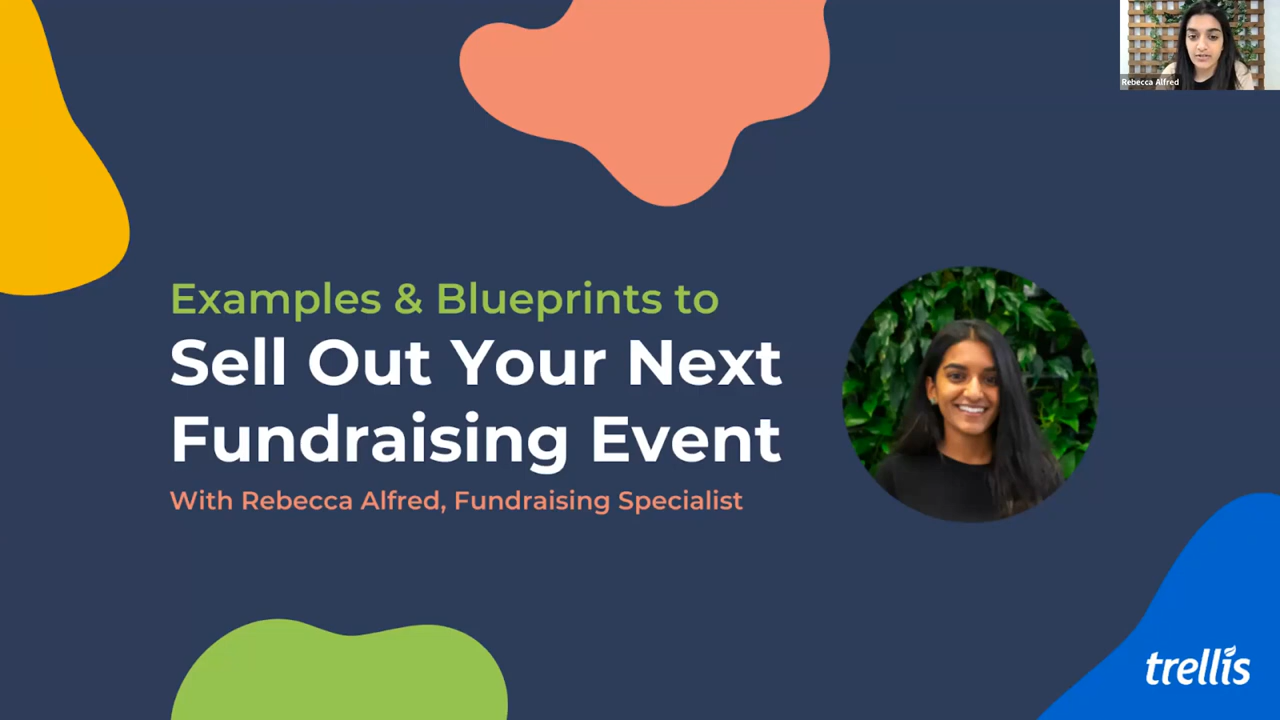 Rebecca Alfred
Examples & Blueprints to
Sell Out Your Next
Fundraising Event
With Rebecca Alfred, Fundraising Specialist
trellis